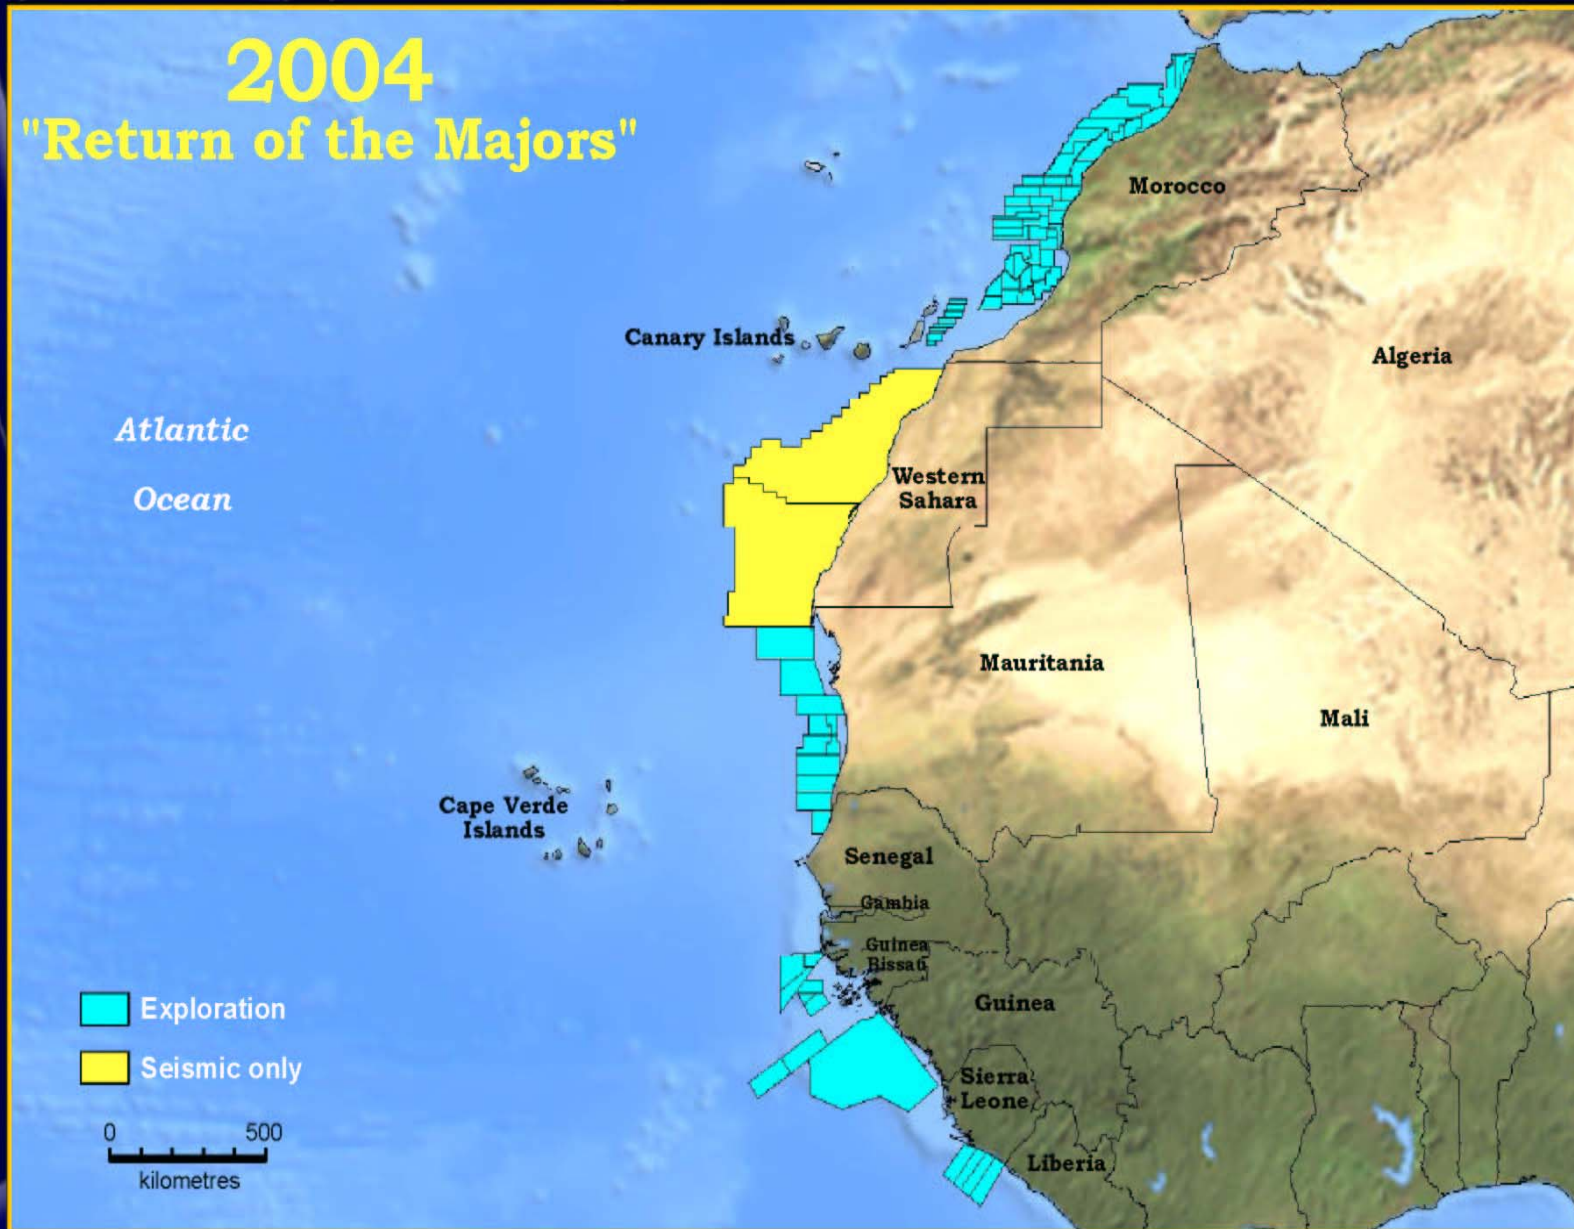 2004
"Return of the Majors"
Morocco
Canary Islands
Algeria
Atlantic
Ocean
Western
Sahara
Mauritania
Mali
Cape Verde
Islands
Senegal
Gambia
Guinea
Bissau
Guinea
Exploration
Seismic only
Sierra
Leone
Liberia
0 500
kilometres